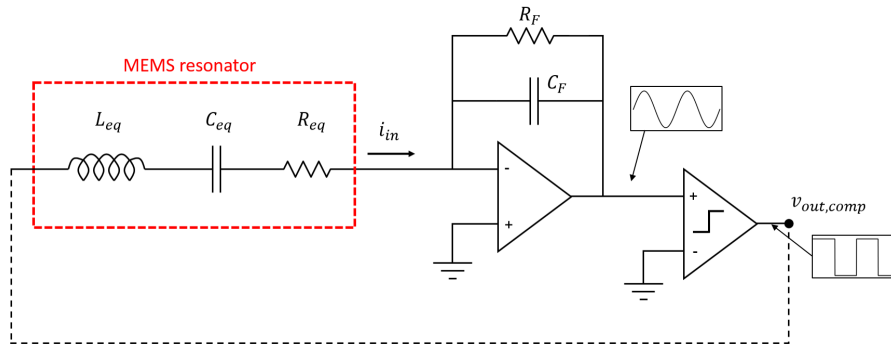 R_F
MEMS resonator
C_F
L_eq
C_eq
R_eq
i_in
-
+
+
-
v_out,comp